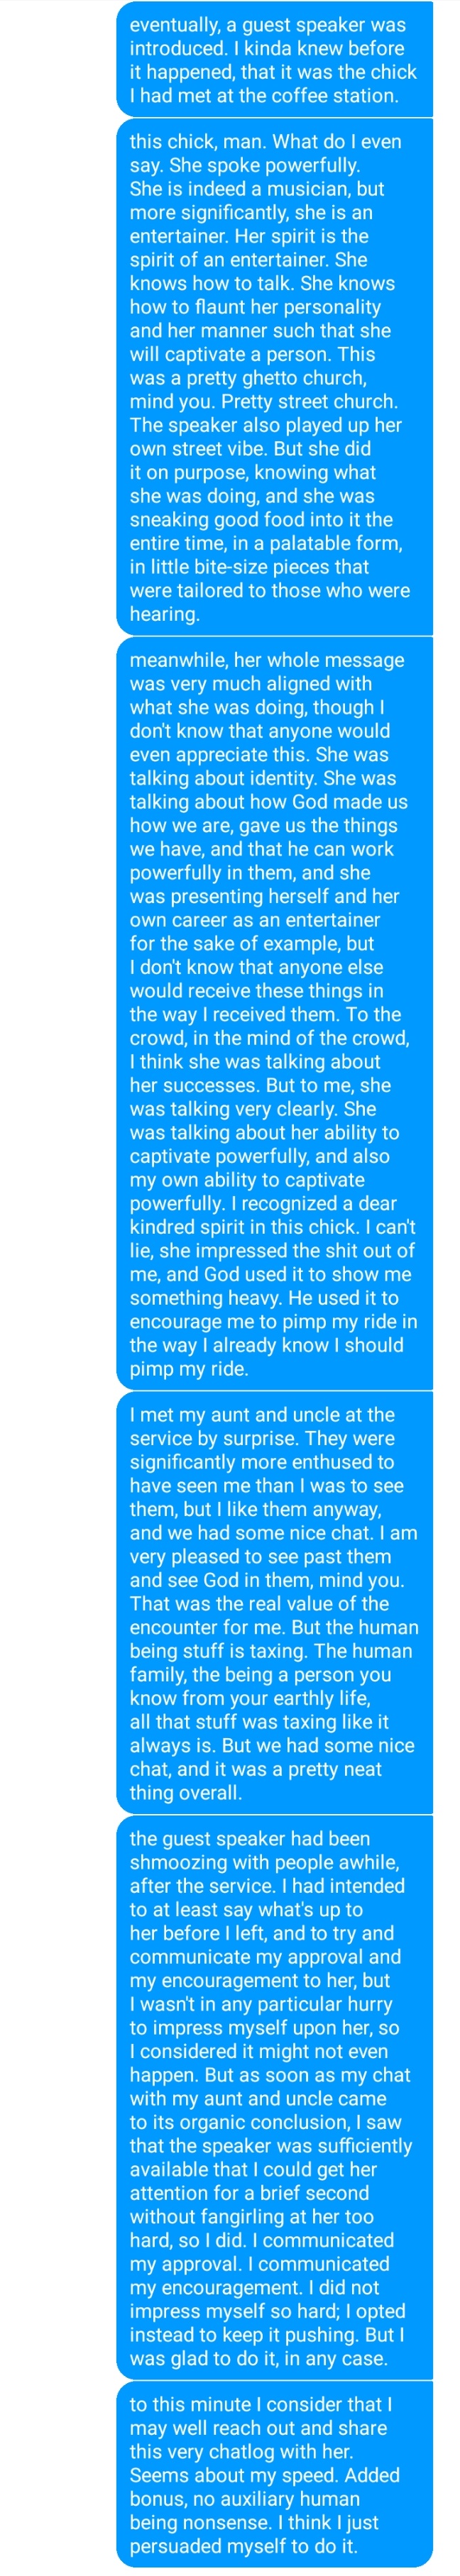 eventually, a guest speaker was
introduced. I kinda knew before
it happened, that it was the chick
I had met at the coffee station.
this chick, man. What do I even
say. She spoke powerfully.
She is indeed a musician, but
more significantly, she is an
entertainer. Her spirit is the
spirit of an entertainer. She
knows how to talk. She knows
how to flaunt her personality
and her manner such that she
will captivate a person. This
was a pretty ghetto church,
mind you. Pretty street church.
The speaker also played up her
own street vibe. But she did
it on purpose, knowing what
she was doing, and she was
sneaking good food into it the
entire time, in a palatable form,
in little bite-size pieces that
were tailored to those who were
hearing.
meanwhile, her whole message
was very much aligned with
what she was doing, though I
don't know that anyone would
even appreciate this. She was
talking about identity. She was
talking about how God made us
how we are, gave us the things
we have, and that he can work
powerfully in them, and she
was presenting herself and her
own career as an entertainer
for the sake of example, but
I don't know that anyone else
would receive these things in
the way I received them. To the
crowd, in the mind of the crowd,
I think she was talking about
her successes. But to me, she
was talking very clearly. She
was talking about her ability to
captivate powerfully, and also
my own ability to captivate
powerfully. I recognized a dear
kindred spirit in this chick. I can't
lie, she impressed the shit out of
me, and God used it to show me
something heavy. He used it to
encourage me to pimp my ride in
the way I already know I should
pimp my ride.
I met my aunt and uncle at the
service by surprise. They were
significantly more enthused to
have seen me than I was to see
them, but I like them anyway,
and we had some nice chat. I am
very pleased to see past them
and see God in them, mind you.
That was the real value of the
encounter for me. But the human
being stuff is taxing. The human
family, the being a person you
know from your earthly life,
all that stuff was taxing like it
always is. But we had some nice
chat, and it was a pretty neat
thing overall.
the guest speaker had been
shmoozing with people awhile,
after the service. I had intended
to at least say what's up to
her before I left, and to try and
communicate my approval and
my encouragement to her, but
I wasn't in any particular hurry
to impress myself upon her, so
I considered it might not even
happen. But as soon as my chat
with my aunt and uncle came
to its organic conclusion, I saw
that the speaker was sufficiently
available that I could get her
attention for a brief second
without fangirling at her too
hard, so I did. I communicated
my approval. I communicated
my encouragement. I did not
impress myself so hard; I opted
instead to keep it pushing. But I
was glad to do it, in any case.
to this minute I consider that I
may well reach out and share
this very chatlog with her.
Seems about my speed. Added
bonus, no auxiliary human
being nonsense. I think I just
persuaded myself to do it.